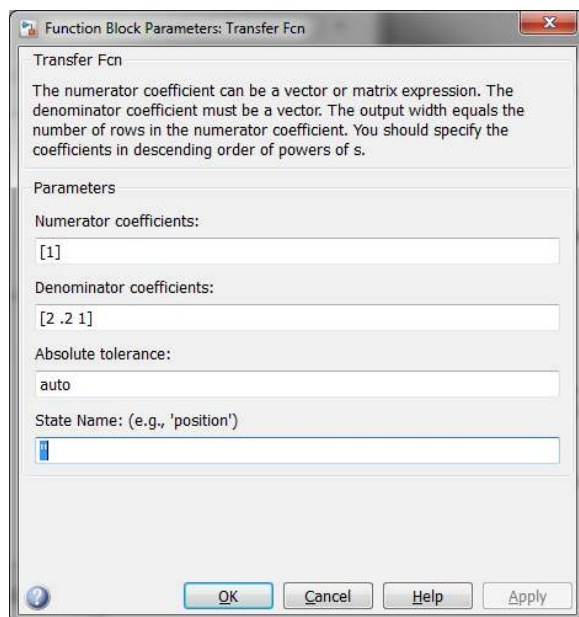 Function Block Parameters: Transfer Fcn
Transfer Fcn
The numerator coefficient can be a vector or matrix expression. The
denominator coefficient must be a vector. The output width equals the
number of rows in the numerator coefficient. You should specify the
coefficients in descending order of powers of s.
Parameters
Numerator coefficients:
[1]
Denominator coefficients:
[2 .2 1]
Absolute tolerance:
auto
State Name: (e.g., 'position')
''
OK Cancel Help Apply